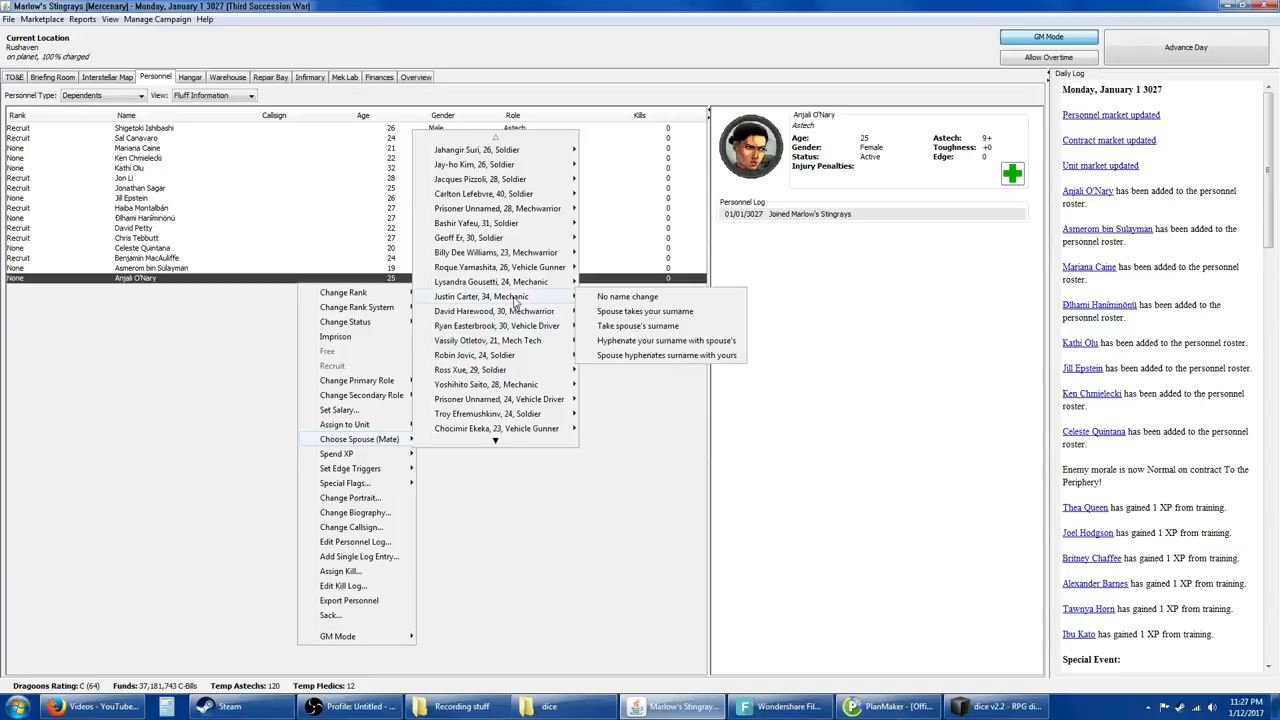 Marlow's Stingrays (Mercenary) - Monday, January 1 3027 (Third Succession War)
File Marketplace Reports View Manage Campaign Help
Current Location
Rushaven
on planet, 100% charged
GM Mode
Allow Overtime
Advance Day
TO&E Briefing Room Interstellar Map Personnel Hangar Warehouse Repair Bay Infirmary Mek Lab Finances Overview
Personnel Type: Dependents View: Fluff Information
Rank Name Callsign Age Gender Role Kills
Recruit Shigetoki Ishibashi 26 Male Astech 0
Recruit Sal Canavaro 24 0
None Mariana Caine 21 0
None Ken Chmielecki 22 0
None Kathi Olu 22 0
Recruit Jon Li 28 0
Recruit Jonathan Sagar 25 0
None Jill Epstein 26 0
Recruit Haiba Montalbán 27 0
None Ðlhami Hanîminönü 27 0
Recruit David Petty 22 0
Recruit Chris Tebbutt 27 0
None Celeste Quintana 20 0
Recruit Benjamin MacAuliffe 24 0
None Asmerom bin Sulayman 19 0
None Anjali O'Nary 25 0
Change Rank
Change Rank System
Change Status
Imprison
Free
Recruit
Change Primary Role
Change Secondary Role
Set Salary...
Assign to Unit
Choose Spouse (Mate)
Spend XP
Set Edge Triggers
Special Flags...
Change Portrait...
Change Biography...
Change Callsign...
Edit Personnel Log...
Add Single Log Entry...
Assign Kill...
Edit Kill Log...
Export Personnel
Sack...
GM Mode
Jahangir Suri, 26, Soldier
Jay-ho Kim, 26, Soldier
Jacques Pizzoli, 28, Soldier
Carlton Lefebvre, 40, Soldier
Prisoner Unnamed, 28, Mechwarrior
Bashir Yafeu, 31, Soldier
Geoff Er, 30, Soldier
Billy Dee Williams, 23, Mechwarrior
Roque Yamashita, 26, Vehicle Gunner
Lysandra Gousetti, 24, Mechanic
Justin Carter, 34, Mechanic
David Harewood, 30, Mechwarrior
Ryan Easterbrook, 30, Vehicle Driver
Vassily Otletov, 21, Mech Tech
Robin Jovic, 24, Soldier
Ross Xue, 29, Soldier
Yoshihito Saito, 28, Mechanic
Prisoner Unnamed, 24, Vehicle Driver
Troy Efremushkinv, 24, Soldier
Chocimir Ekeka, 23, Vehicle Gunner
No name change
Spouse takes your surname
Take spouse's surname
Hyphenate your surname with spouse's
Spouse hyphenates surname with yours
Anjali O'Nary
Astech
Age: 25 Astech: 9+
Gender: Female Toughness: +0
Status: Active Edge: 0
Injury Penalties:
Personnel Log
01/01/3027 Joined Marlow's Stingrays
Daily Log
Monday, January 1 3027
Personnel market updated
Contract market updated
Unit market updated
Anjali O'Nary has been added to the personnel
roster.
Asmerom bin Sulayman has been added to the
personnel roster.
Mariana Caine has been added to the personnel
roster.
Ðlhami Hanîminönü has been added to the
personnel roster.
Kathi Olu has been added to the personnel roster.
Jill Epstein has been added to the personnel
roster.
Ken Chmielecki has been added to the personnel
roster.
Celeste Quintana has been added to the personnel
roster.
Enemy morale is now Normal on contract To the
Periphery!
Thea Queen has gained 1 XP from training.
Joel Hodgson has gained 1 XP from training.
Britney Chaffee has gained 1 XP from training.
Alexander Barnes has gained 1 XP from training.
Tawnya Horn has gained 1 XP from training.
Ibu Kato has gained 1 XP from training.
Special Event:
Dragoons Rating: C (64) Funds: 37,181,743 C-Bills Temp Astechs: 120 Temp Medics: 12
Videos - YouTube... Steam Profile: Untitled - ... Recording stuff dice Marlow's Stingray... Wondershare Fil... PlanMaker - [Offi... dice v2.2 - RPG di...
11:27 PM
1/12/2017